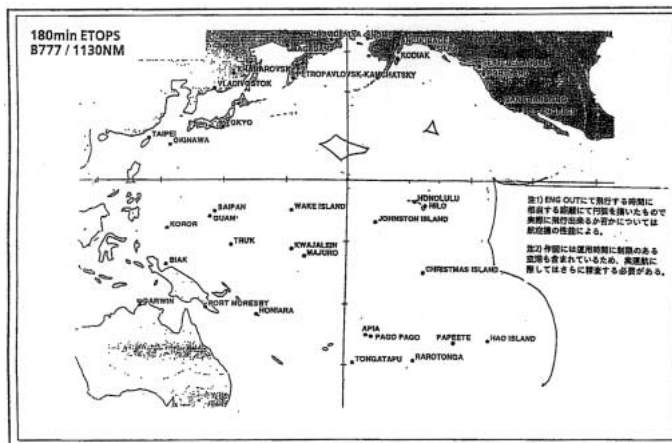 180min ETOPS
B777 / 1130NM
KODIAK
KHABAROVSK
PETROPAVLOVSK-KAMCHATSKY
VLADIVOSTOK
TOKYO
TAIPEI
OKINAWA
SAIPAN
GUAM
WAKE ISLAND
HONOLULU
HILO
JOHNSTON ISLAND
KOROR
TRUK
KWAJALEIN
MAJURO
BIAK
CHRISTMAS ISLAND
DARWIN
PORT MORESBY
HONIARA
APIA
PAGO PAGO
PAPEETE
HAO ISLAND
TONGATAPU
RAROTONGA
注1) ENG OUTにて飛行する時間に
相当する距離にて円弧を描いたもので
実際に飛行出来るか否かについては
航空機の性能による。
注2) 作図には運用時間に制限のある
空港も含まれているため、実運航に
際してはさらに精査する必要がある。